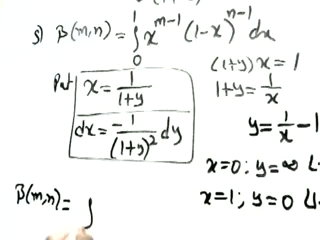 s) β(m,n) = ∫₀¹ x^{m-1} (1-x)^{n-1} dx
Put x = 1/(1+y)
dx = -1/(1+y)² dy
(1+y) x = 1
1+y = 1/x
y = 1/x - 1
x=0; y=∞
x=1; y=0
β(m,n) = ∫